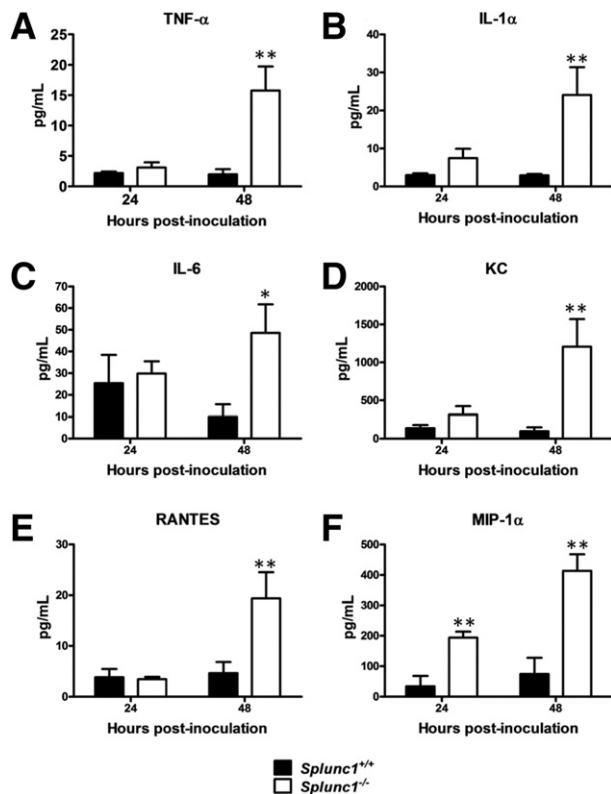 A
TNF-α
pg/mL
25
20
15
10
5
0
**
24
48
Hours post-inoculation
B
IL-1α
pg/mL
40
30
20
10
0
**
24
48
Hours post-inoculation
C
IL-6
pg/mL
70
60
50
40
30
20
10
0
*
24
48
Hours post-inoculation
D
KC
pg/mL
2000
1500
1000
500
0
**
24
48
Hours post-inoculation
E
RANTES
pg/mL
30
20
10
0
**
24
48
Hours post-inoculation
F
MIP-1α
pg/mL
500
400
300
200
100
0
**
**
24
48
Hours post-inoculation
Splunc1+/+
Splunc1-/-